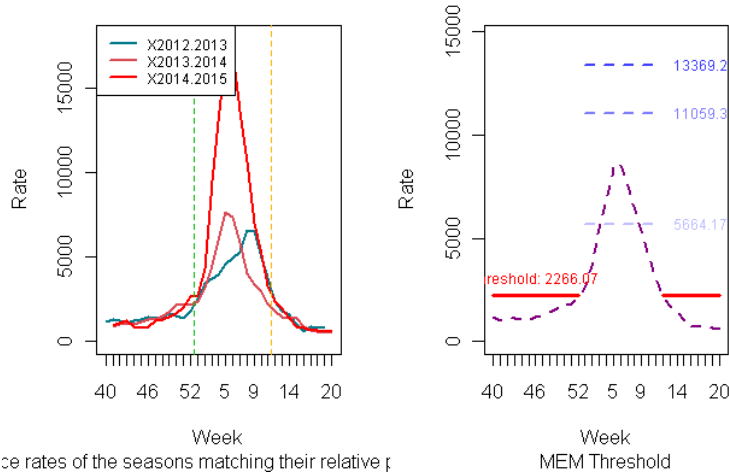 X2012.2013
X2013.2014
X2014.2015
Rate
0
5000
10000
15000
40 46 52 5 9 14 20
Week
ce rates of the seasons matching their relative p
Rate
0
5000
10000
15000
13369.2
11059.3
5664.17
reshold: 2266.07
40 46 52 5 9 14 20
Week
MEM Threshold